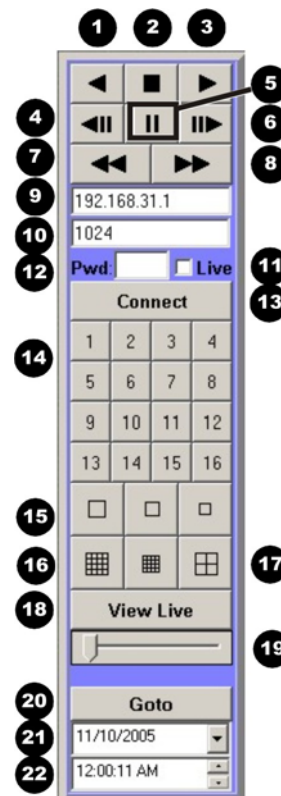 1 2 3
5
4 6
7 8
9 192.168.31.1
10 1024
12 Pwd: Live 11
Connect 13
14 1 2 3 4
5 6 7 8
9 10 11 12
13 14 15 16
15
16 17
18 View Live
19
20 Goto
21 11/10/2005
22 12:00:11 AM